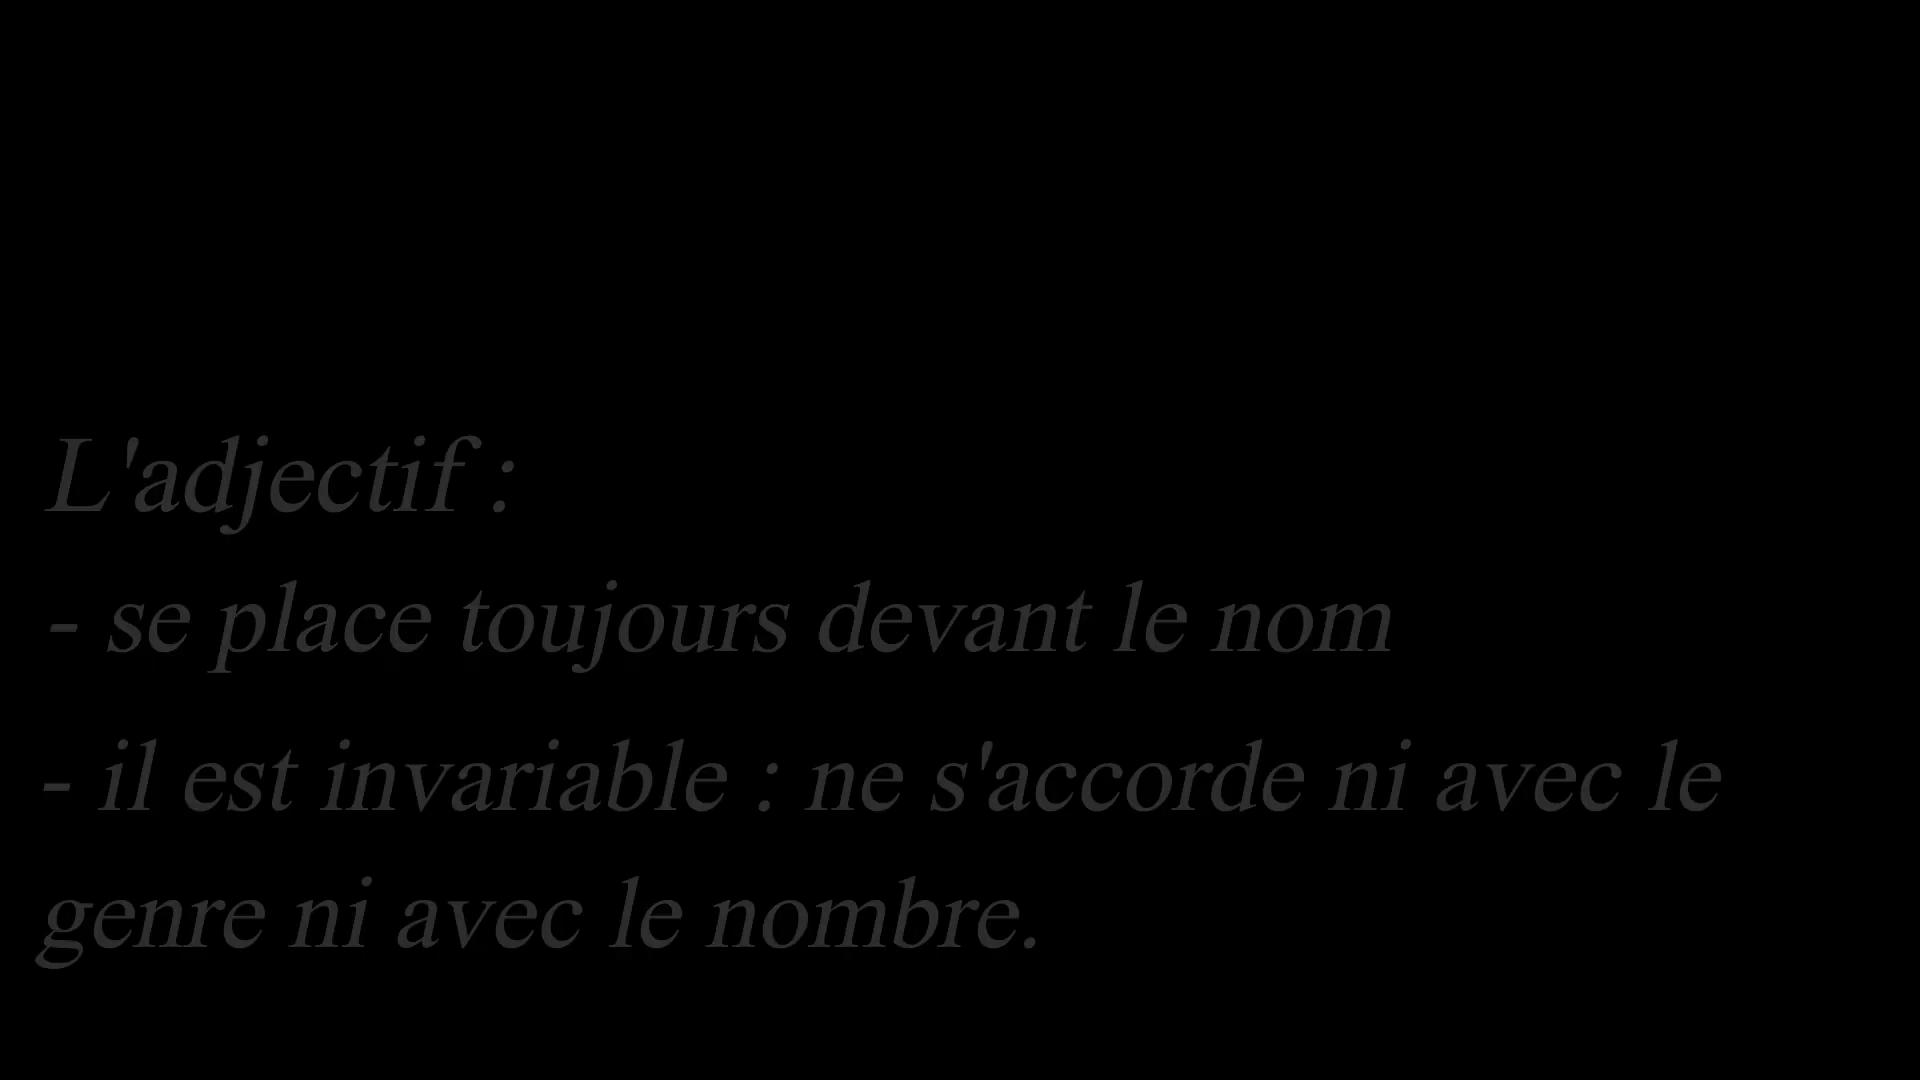 L'adjectif :
- se place toujours devant le nom
- il est invariable : ne s'accorde ni avec le
genre ni avec le nombre.